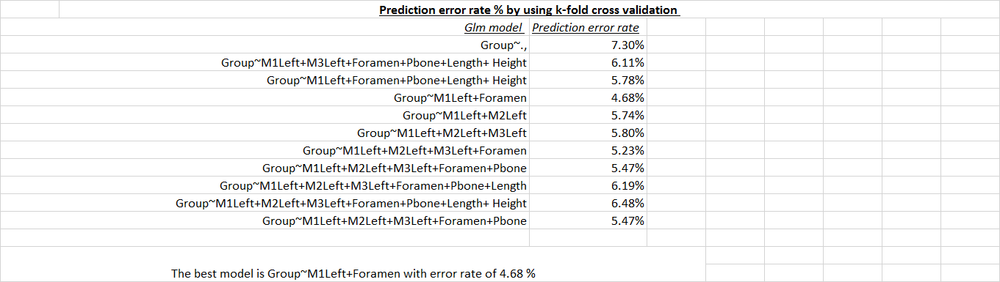 Prediction error rate % by using k-fold cross validation
Glm model Prediction error rate
Group~., 7.30%
Group~M1Left+M3Left+Foramen+Pbone+Length+ Height 6.11%
Group~M1Left+Foramen+Pbone+Length+ Height 5.78%
Group~M1Left+Foramen 4.68%
Group~M1Left+M2Left 5.74%
Group~M1Left+M2Left+M3Left 5.80%
Group~M1Left+M2Left+M3Left+Foramen 5.23%
Group~M1Left+M2Left+M3Left+Foramen+Pbone 5.47%
Group~M1Left+M2Left+M3Left+Foramen+Pbone+Length 6.19%
Group~M1Left+M2Left+M3Left+Foramen+Pbone+Length+ Height 6.48%
Group~M1Left+M2Left+M3Left+Foramen+Pbone 5.47%
The best model is Group~M1Left+Foramen with error rate of 4.68 %